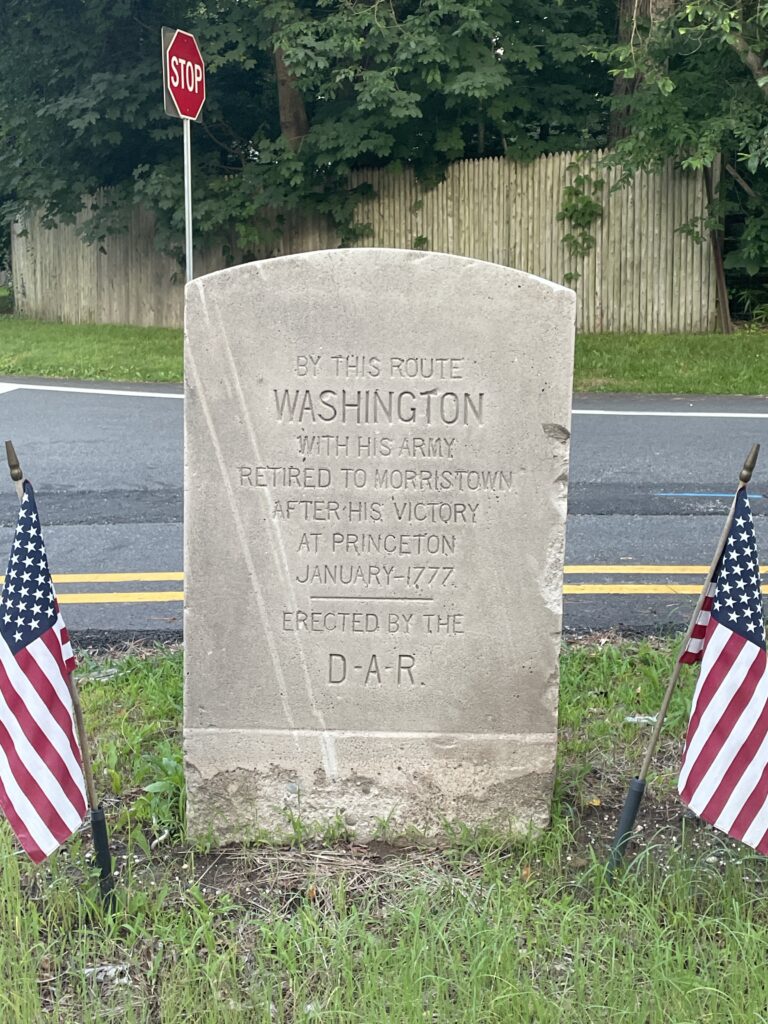 STOP
BY THIS ROUTE
WASHINGTON
WITH HIS ARMY
RETIRED TO MORRISTOWN
AFTER HIS VICTORY
AT PRINCETON
JANUARY-1777.
ERECTED BY THE
D-A-R.